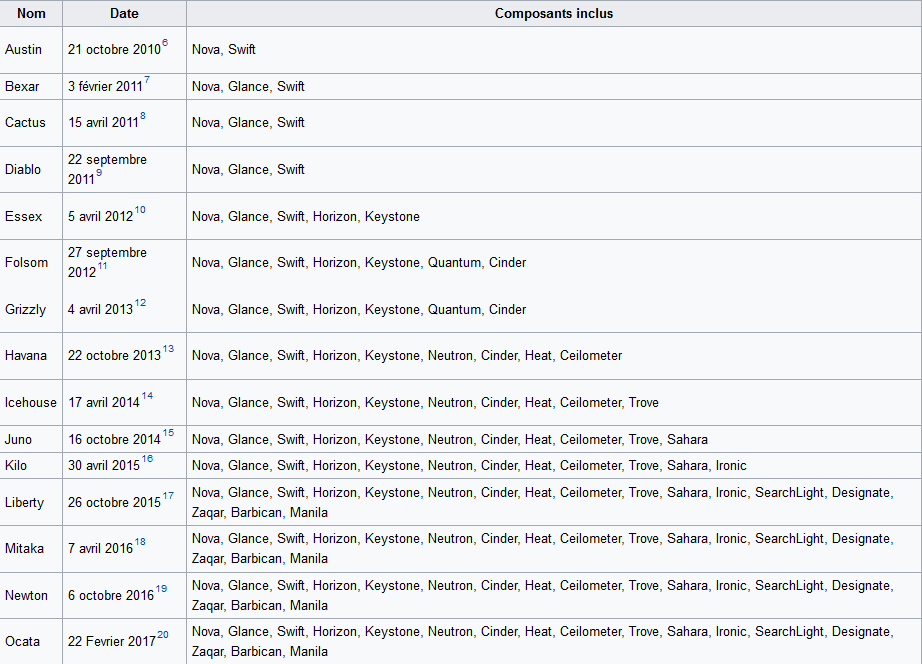 Nom Date Composants inclus
Austin 21 octobre 2010 6 Nova, Swift
Bexar 3 février 2011 7 Nova, Glance, Swift
Cactus 15 avril 2011 8 Nova, Glance, Swift
Diablo 22 septembre
2011 9 Nova, Glance, Swift
Essex 5 avril 2012 10 Nova, Glance, Swift, Horizon, Keystone
Folsom 27 septembre
2012 11 Nova, Glance, Swift, Horizon, Keystone, Quantum, Cinder
Grizzly 4 avril 2013 12 Nova, Glance, Swift, Horizon, Keystone, Quantum, Cinder
Havana 22 octobre 2013 13 Nova, Glance, Swift, Horizon, Keystone, Neutron, Cinder, Heat, Ceilometer
Icehouse 17 avril 2014 14 Nova, Glance, Swift, Horizon, Keystone, Neutron, Cinder, Heat, Ceilometer, Trove
Juno 16 octobre 2014 15 Nova, Glance, Swift, Horizon, Keystone, Neutron, Cinder, Heat, Ceilometer, Trove, Sahara
Kilo 30 avril 2015 16 Nova, Glance, Swift, Horizon, Keystone, Neutron, Cinder, Heat, Ceilometer, Trove, Sahara, Ironic
Liberty 26 octobre 2015 17 Nova, Glance, Swift, Horizon, Keystone, Neutron, Cinder, Heat, Ceilometer, Trove, Sahara, Ironic, SearchLight, Designate,
Zaqar, Barbican, Manila
Mitaka 7 avril 2016 18 Nova, Glance, Swift, Horizon, Keystone, Neutron, Cinder, Heat, Ceilometer, Trove, Sahara, Ironic, SearchLight, Designate,
Zaqar, Barbican, Manila
Newton 6 octobre 2016 19 Nova, Glance, Swift, Horizon, Keystone, Neutron, Cinder, Heat, Ceilometer, Trove, Sahara, Ironic, SearchLight, Designate,
Zaqar, Barbican, Manila
Ocata 22 Fevrier 2017 20 Nova, Glance, Swift, Horizon, Keystone, Neutron, Cinder, Heat, Ceilometer, Trove, Sahara, Ironic, SearchLight, Designate,
Zaqar, Barbican, Manila